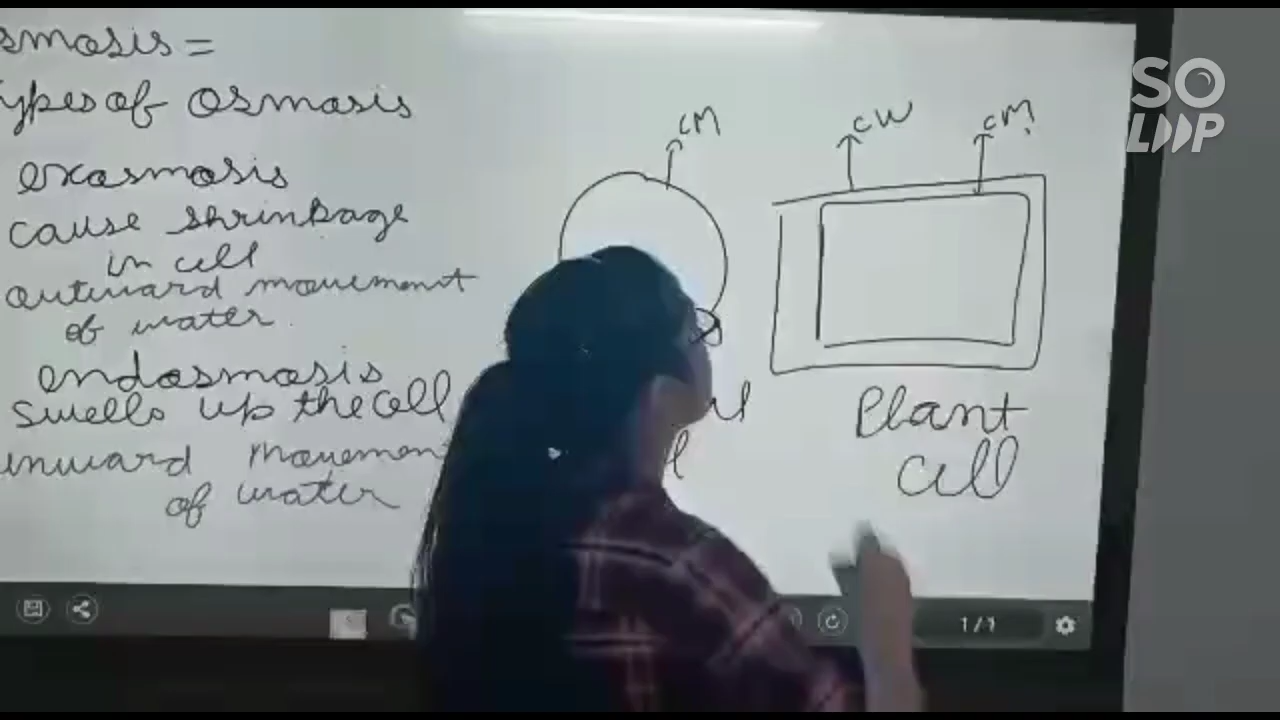 smosis =
ypes of osmosis
exosmosis
cause shrinkage
in cell
outward movement
of water
endosmosis
swells up the cell
inward movemen
of water
CM
CW
CM
Plant
cell
1/1
SO
LOOP